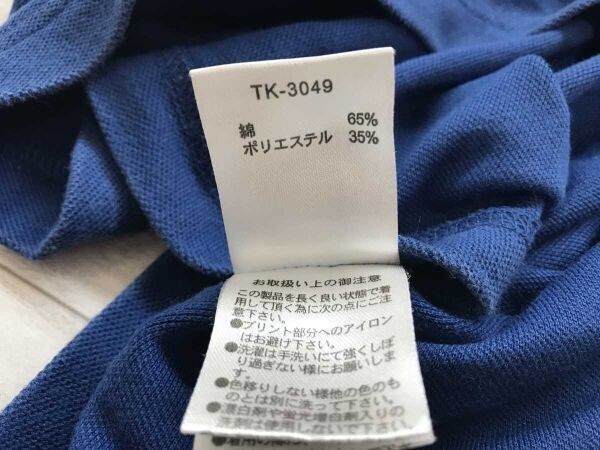 TK-3049
綿 65%
ポリエステル 35%
お取扱い上の御注意
この製品を長く良い状態で着
用して頂く為に次の点にご注
意下さい。
●プリント部分へのアイロン
はお避け下さい。
●洗濯は手洗いにて強くしぼ
り過ぎない様にお願いしま
す。
●色移りしない様他の色のも
のとは別に洗って下さい。
●漂白剤や蛍光増白剤入りの
洗剤は使用しないで下さい。